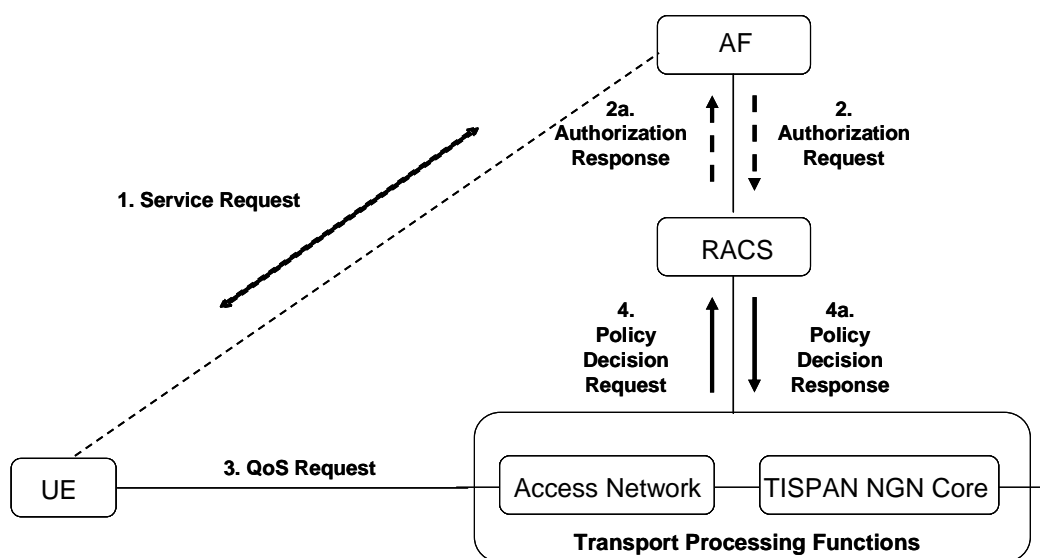 AF
2a.
Authorization
Response
2.
Authorization
Request
1. Service Request
RACS
4.
Policy
Decision
Request
4a.
Policy
Decision
Response
3. QoS Request
UE
Access Network
TISPAN NGN Core
Transport Processing Functions